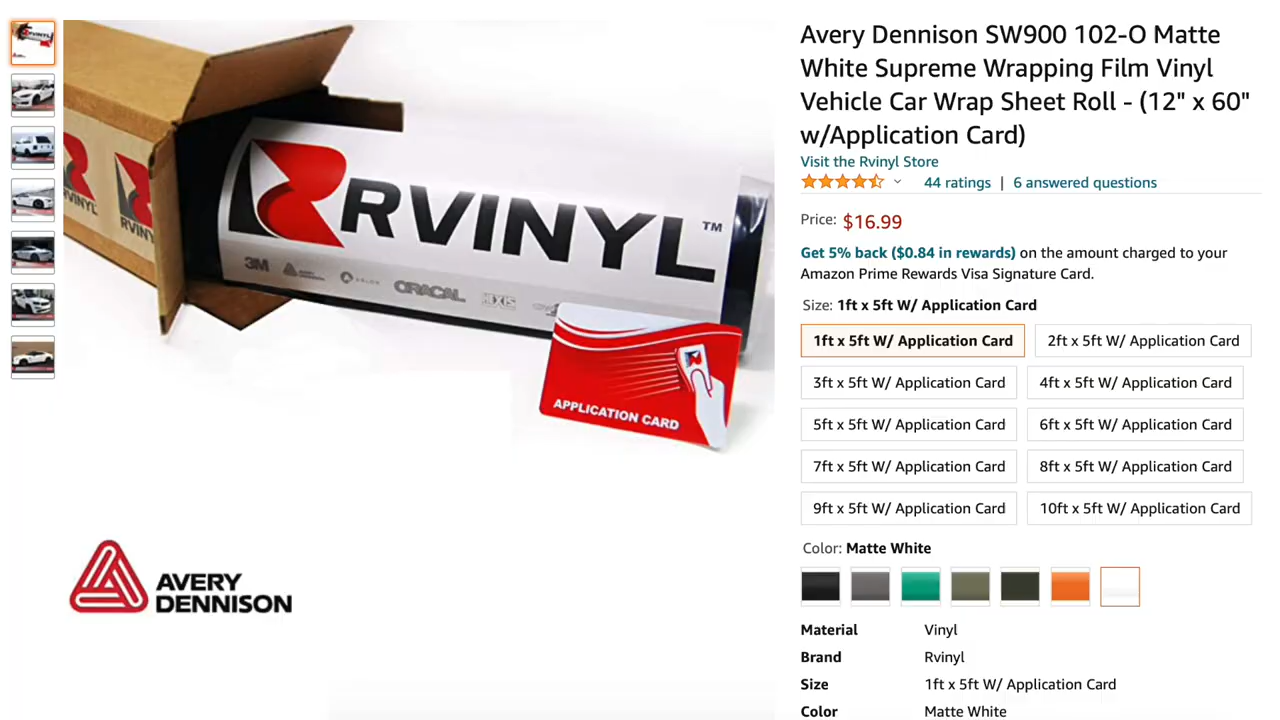 RVINYL
RVINYL
RVINYL™
3M
AVERY
DENNISON
ORACAL
HEXIS
APPLICATION CARD
AVERY
DENNISON
Avery Dennison SW900 102-O Matte
White Supreme Wrapping Film Vinyl
Vehicle Car Wrap Sheet Roll - (12" x 60"
w/Application Card)
Visit the Rvinyl Store
44 ratings | 6 answered questions
Price: $16.99
Get 5% back ($0.84 in rewards) on the amount charged to your
Amazon Prime Rewards Visa Signature Card.
Size: 1ft x 5ft W/ Application Card
1ft x 5ft W/ Application Card 2ft x 5ft W/ Application Card
3ft x 5ft W/ Application Card 4ft x 5ft W/ Application Card
5ft x 5ft W/ Application Card 6ft x 5ft W/ Application Card
7ft x 5ft W/ Application Card 8ft x 5ft W/ Application Card
9ft x 5ft W/ Application Card 10ft x 5ft W/ Application Card
Color: Matte White
Material Vinyl
Brand Rvinyl
Size 1ft x 5ft W/ Application Card
Color Matte White